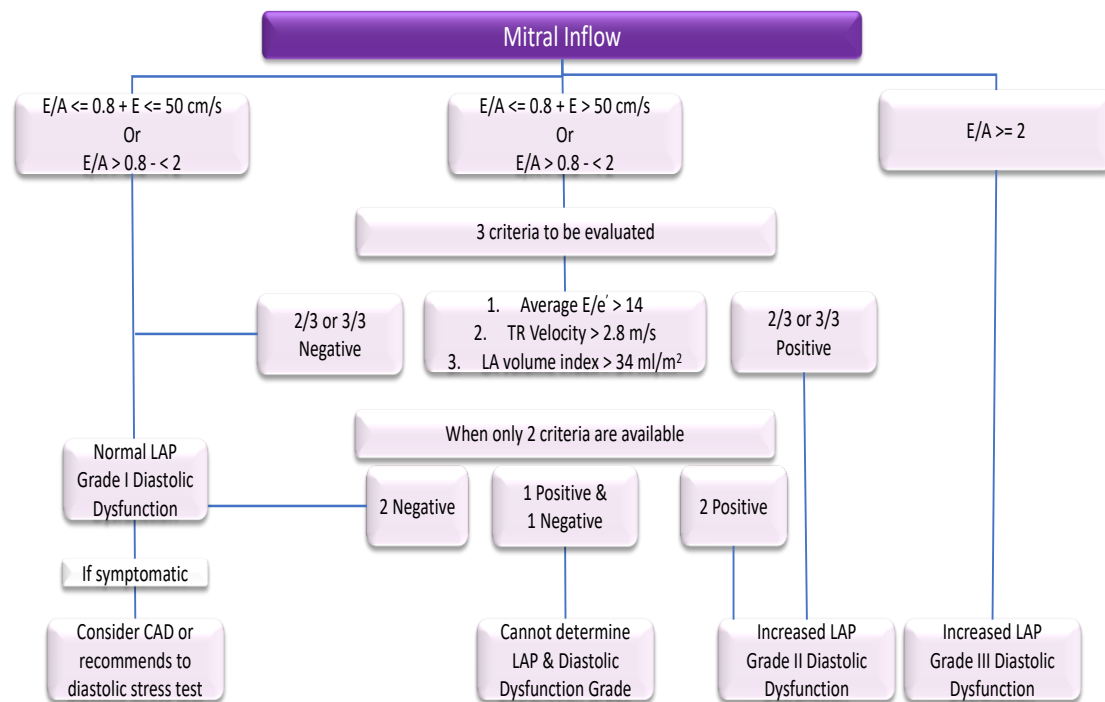 Mitral Inflow
E/A <= 0.8 + E <= 50 cm/s
Or
E/A > 0.8 - < 2
E/A <= 0.8 + E > 50 cm/s
Or
E/A > 0.8 - < 2
E/A >= 2
3 criteria to be evaluated
2/3 or 3/3
Negative
1. Average E/e′ > 14
2. TR Velocity > 2.8 m/s
3. LA volume index > 34 ml/m²
2/3 or 3/3
Positive
When only 2 criteria are available
Normal LAP
Grade I Diastolic
Dysfunction
2 Negative
1 Positive &
1 Negative
2 Positive
If symptomatic
Consider CAD or
recommends to
diastolic stress test
Cannot determine
LAP & Diastolic
Dysfunction Grade
Increased LAP
Grade II Diastolic
Dysfunction
Increased LAP
Grade III Diastolic
Dysfunction